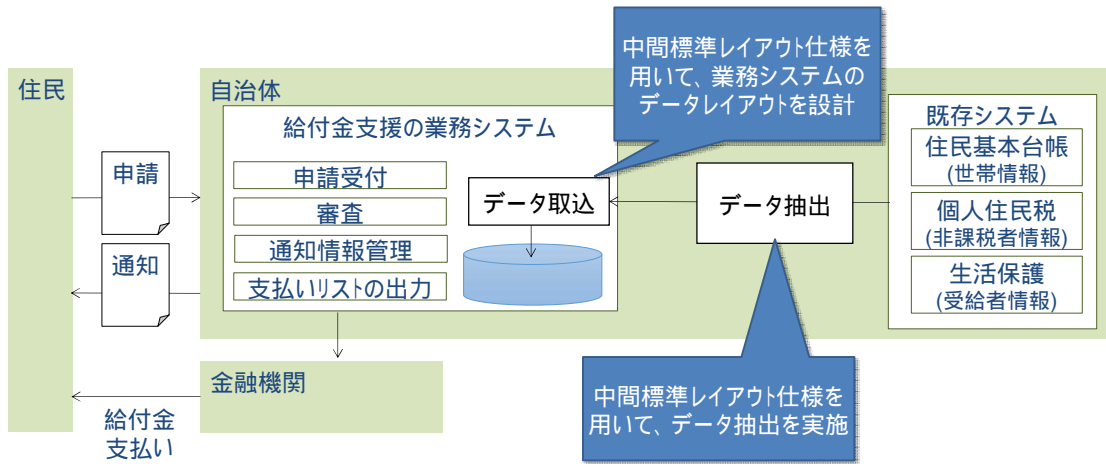 中間標準レイアウト仕様を
用いて、業務システムの
データレイアウトを設計
住民
自治体
給付金支援の業務システム
既存システム
申請
通知
申請受付
審査
通知情報管理
支払いリストの出力
データ取込
データ抽出
住民基本台帳
(世帯情報)
個人住民税
(非課税者情報)
生活保護
(受給者情報)
金融機関
給付金
支払い
中間標準レイアウト仕様を
用いて、データ抽出を実施